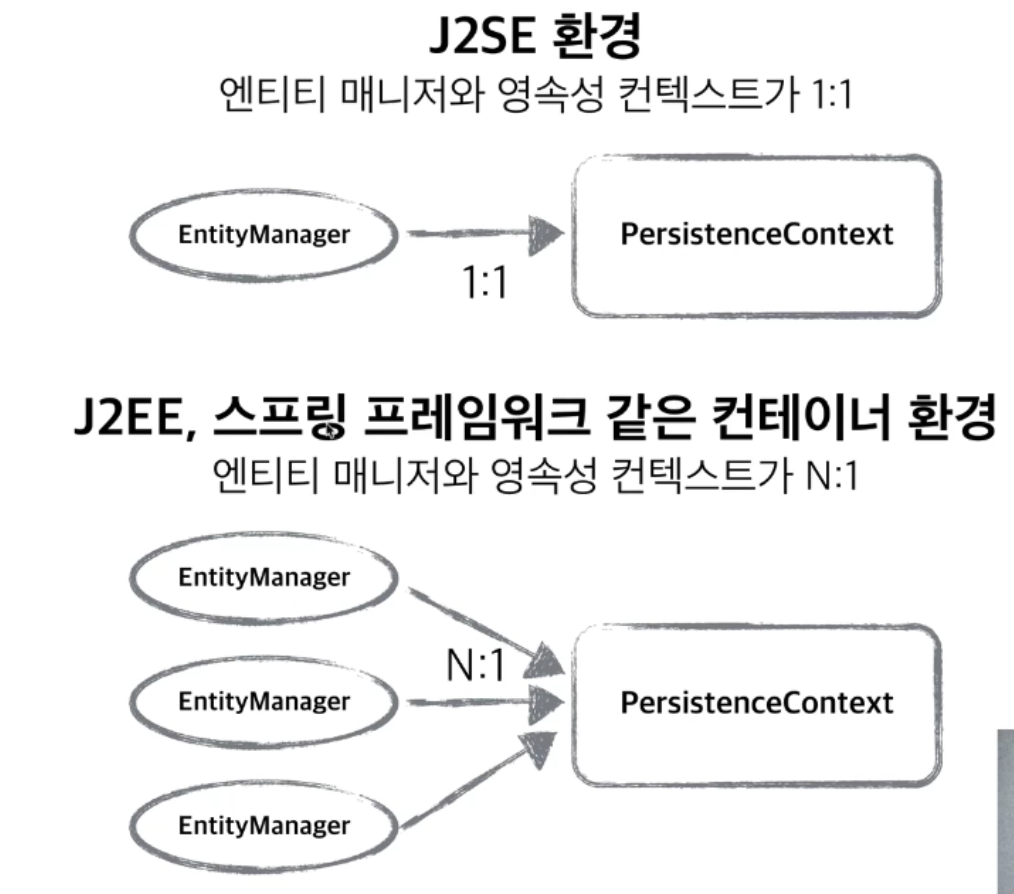 J2SE 환경
엔티티 매니저와 영속성 컨텍스트가 1:1
EntityManager
1:1
PersistenceContext
J2EE, 스프링 프레임워크 같은 컨테이너 환경
엔티티 매니저와 영속성 컨텍스트가 N:1
EntityManager
N:1
EntityManager
PersistenceContext
EntityManager